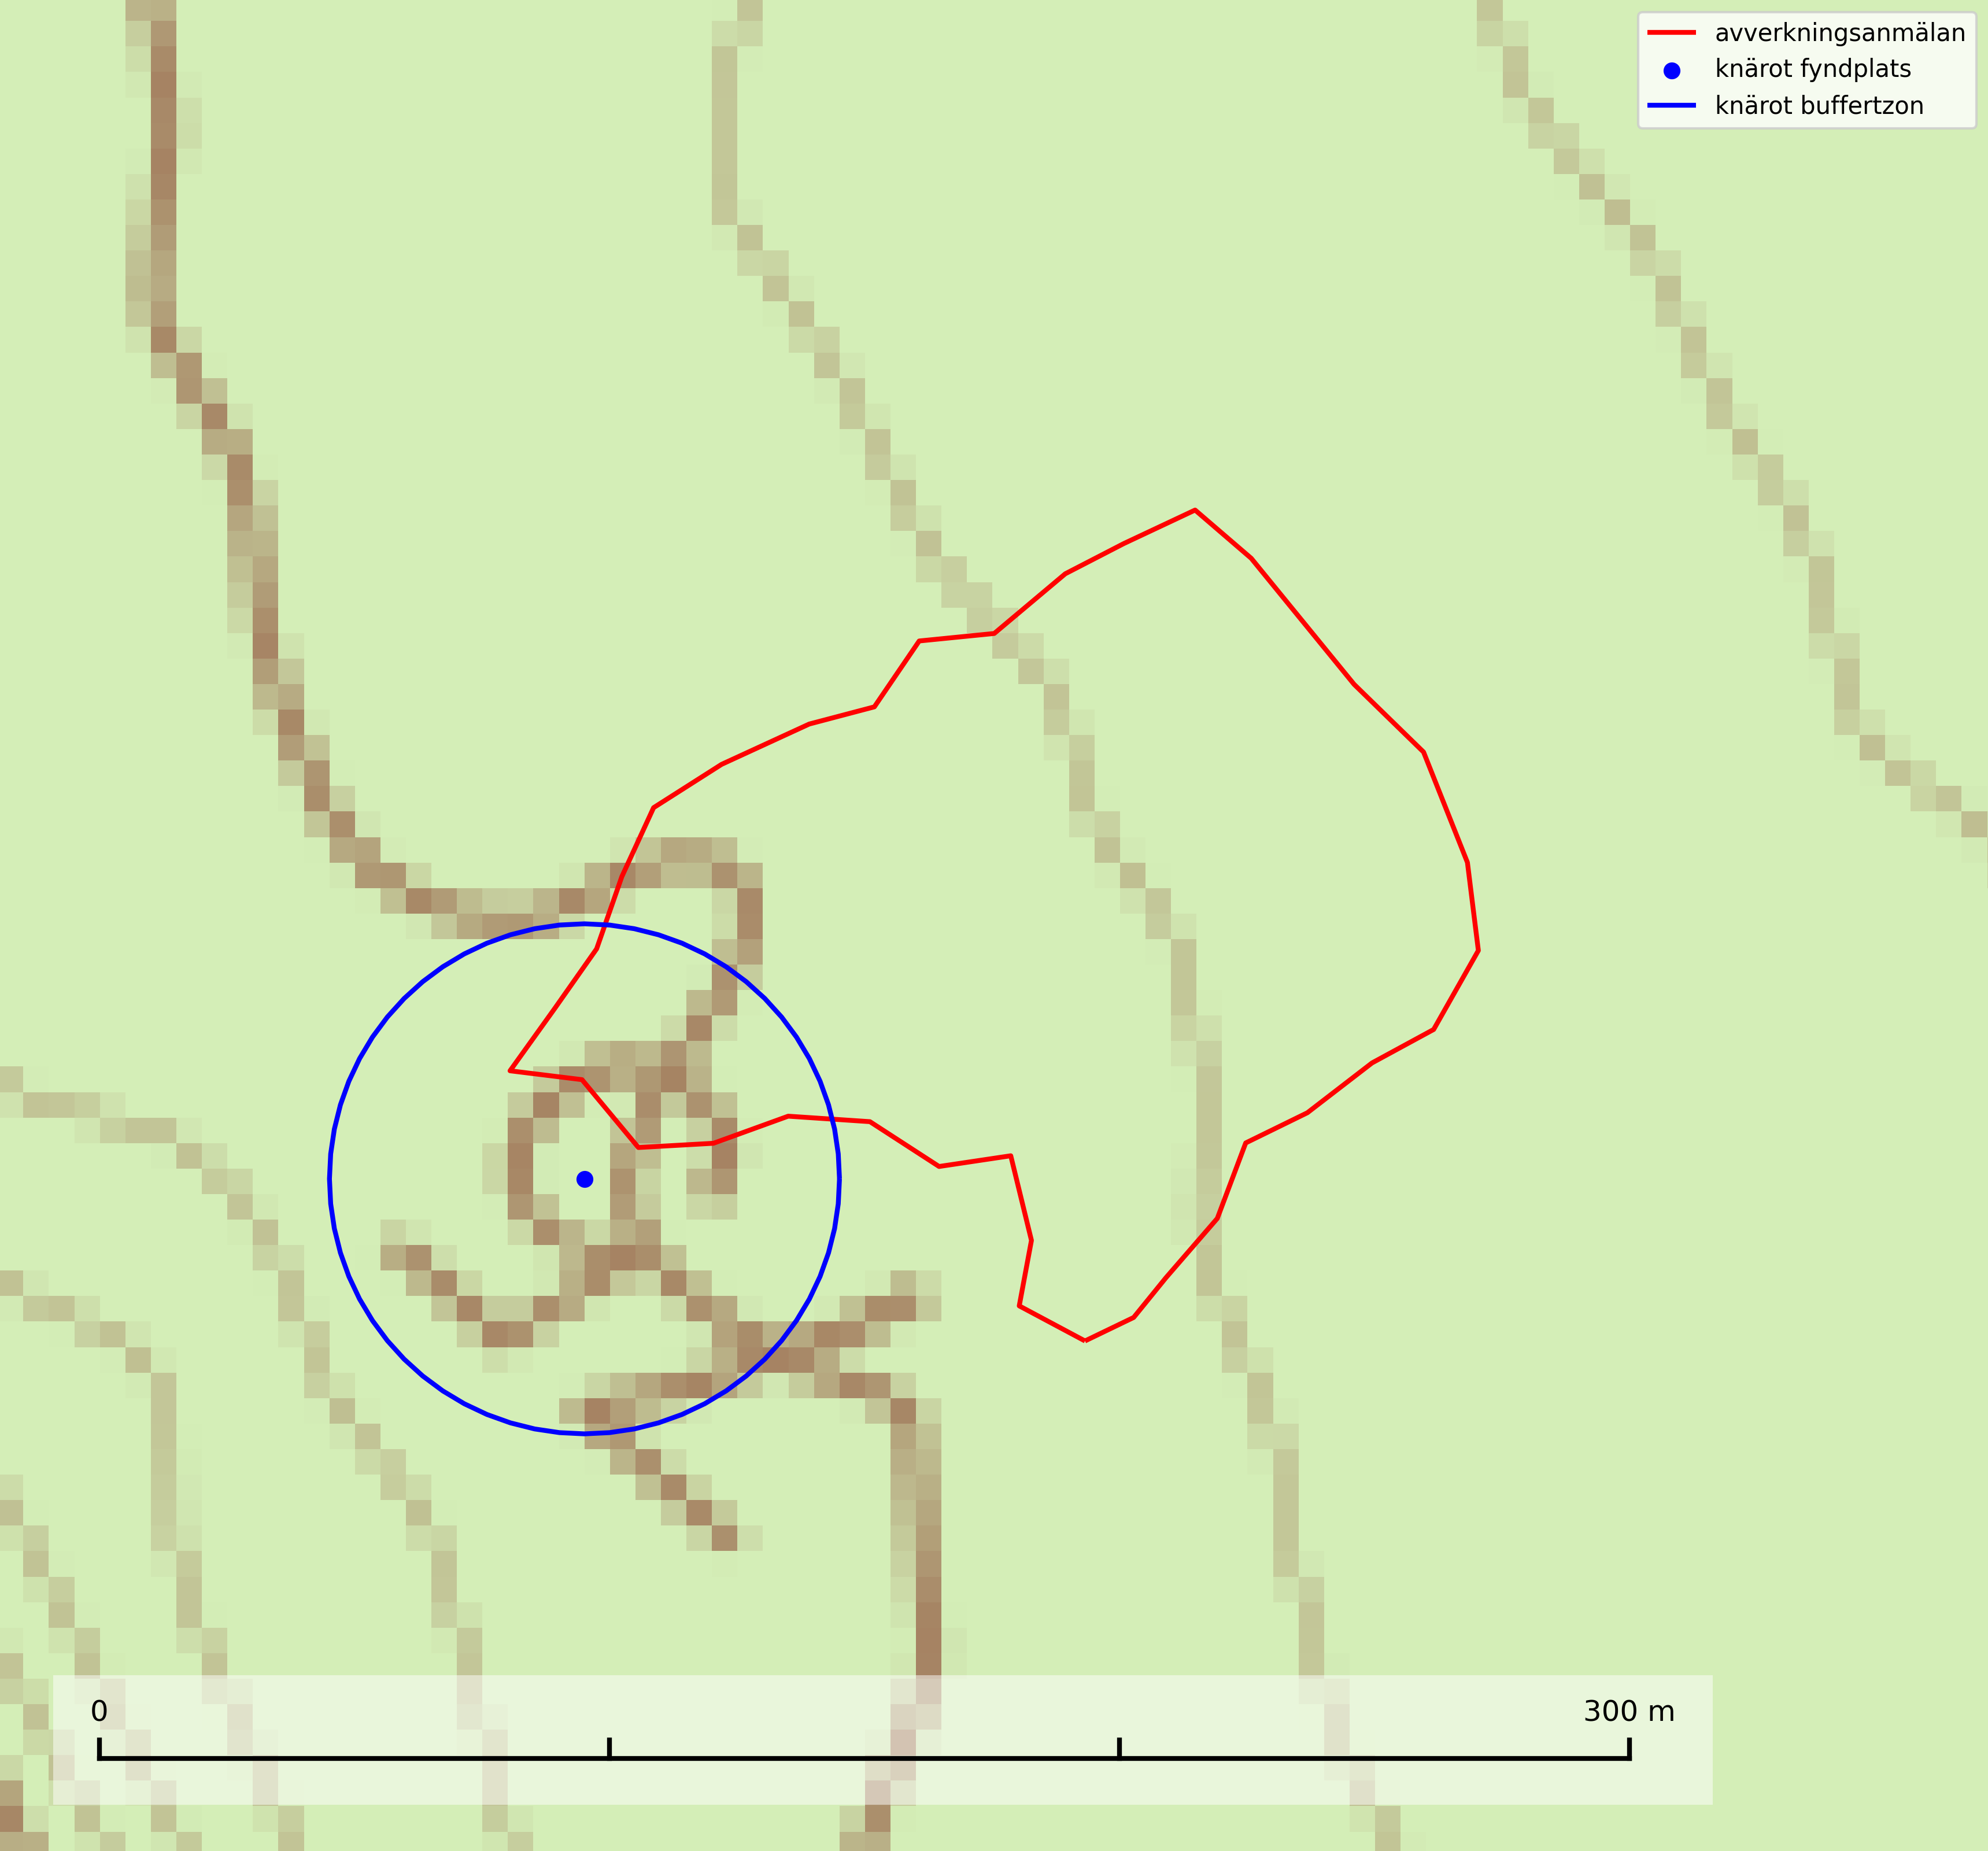 avverkningsanmälan
knärot fyndplats
knärot buffertzon
0
300 m